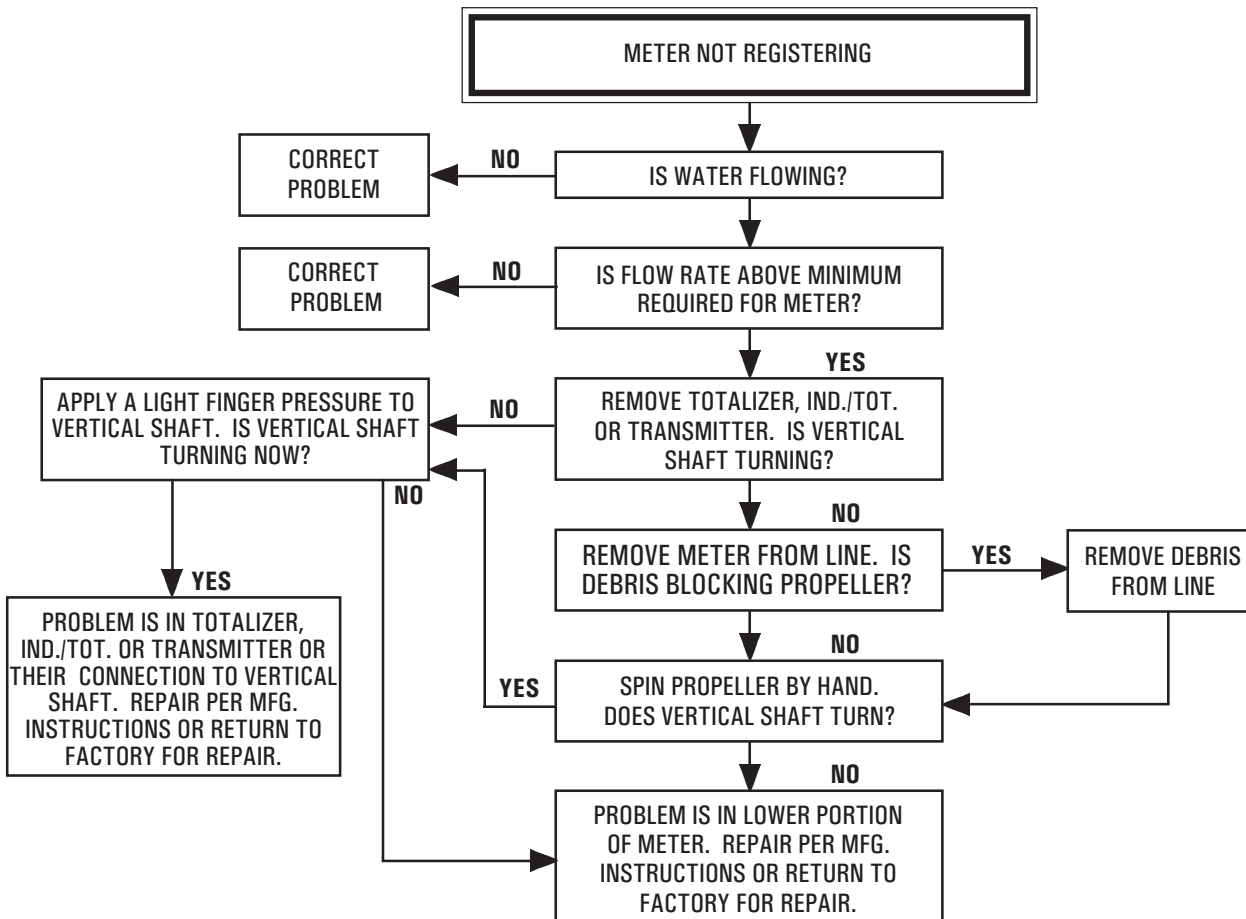 METER NOT REGISTERING
NO
CORRECT
PROBLEM
IS WATER FLOWING?
NO
CORRECT
PROBLEM
IS FLOW RATE ABOVE MINIMUM
REQUIRED FOR METER?
YES
APPLY A LIGHT FINGER PRESSURE TO
VERTICAL SHAFT. IS VERTICAL SHAFT
TURNING NOW?
NO
REMOVE TOTALIZER, IND./TOT.
OR TRANSMITTER. IS VERTICAL
SHAFT TURNING?
NO
NO
REMOVE METER FROM LINE. IS
DEBRIS BLOCKING PROPELLER?
YES
REMOVE DEBRIS
FROM LINE
YES
PROBLEM IS IN TOTALIZER,
IND./TOT. OR TRANSMITTER OR
THEIR CONNECTION TO VERTICAL
SHAFT. REPAIR PER MFG.
INSTRUCTIONS OR RETURN TO
FACTORY FOR REPAIR.
NO
YES
SPIN PROPELLER BY HAND.
DOES VERTICAL SHAFT TURN?
NO
PROBLEM IS IN LOWER PORTION
OF METER. REPAIR PER MFG.
INSTRUCTIONS OR RETURN TO
FACTORY FOR REPAIR.